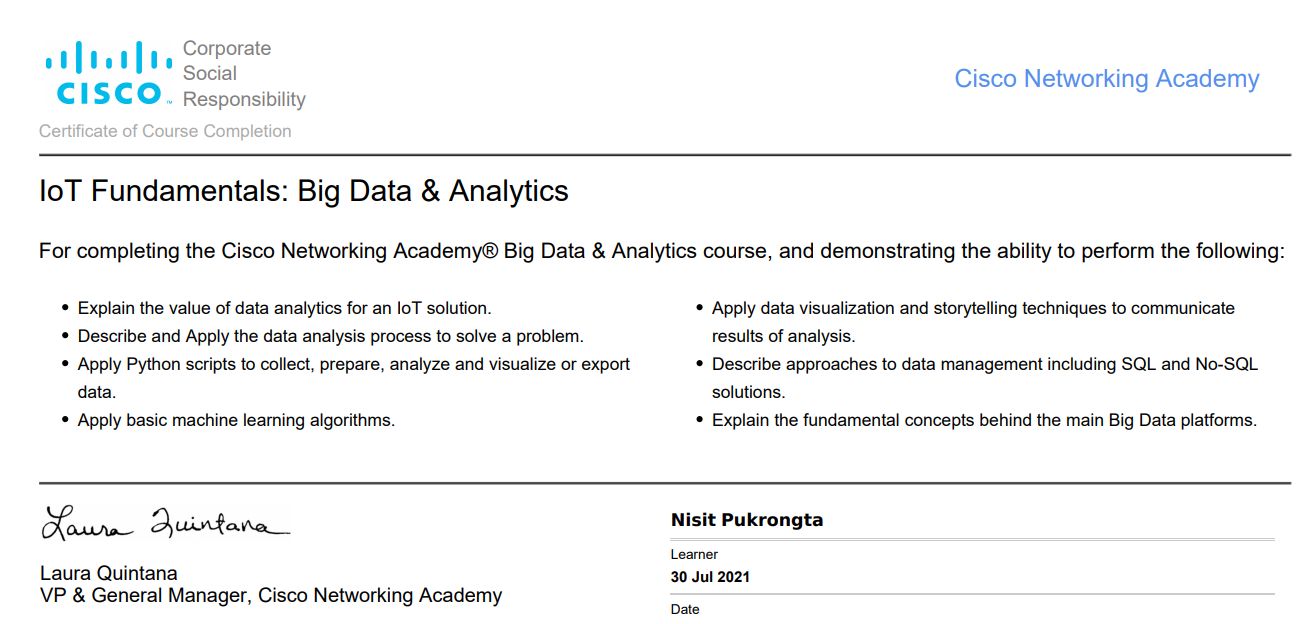 CISCO
Corporate
Social
Responsibility
Cisco Networking Academy
Certificate of Course Completion
IoT Fundamentals: Big Data & Analytics
For completing the Cisco Networking Academy® Big Data & Analytics course, and demonstrating the ability to perform the following:
• Explain the value of data analytics for an IoT solution.
• Describe and Apply the data analysis process to solve a problem.
• Apply Python scripts to collect, prepare, analyze and visualize or export
data.
• Apply basic machine learning algorithms.
• Apply data visualization and storytelling techniques to communicate
results of analysis.
• Describe approaches to data management including SQL and No-SQL
solutions.
• Explain the fundamental concepts behind the main Big Data platforms.
Laura Quintana
Laura Quintana
VP & General Manager, Cisco Networking Academy
Nisit Pukrongta
Learner
30 Jul 2021
Date